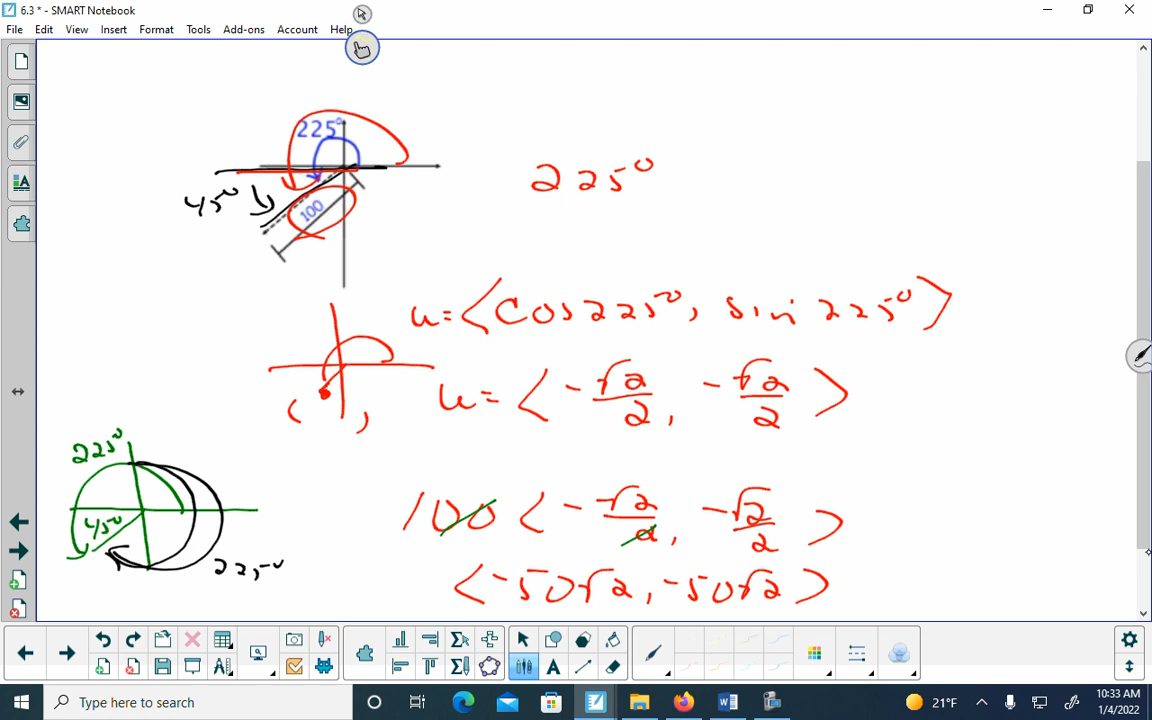 6.3 * - SMART Notebook
File Edit View Insert Format Tools Add-ons Account Help
225°
45°
100
225°
u=<cos225°, sin 225°>
( , )
u= <-√2/2, -√2/2>
225°
45°
225°
100 <-√2/2, -√2/2>
<-50√2, -50√2>
Type here to search
21°F
10:33 AM
1/4/2022